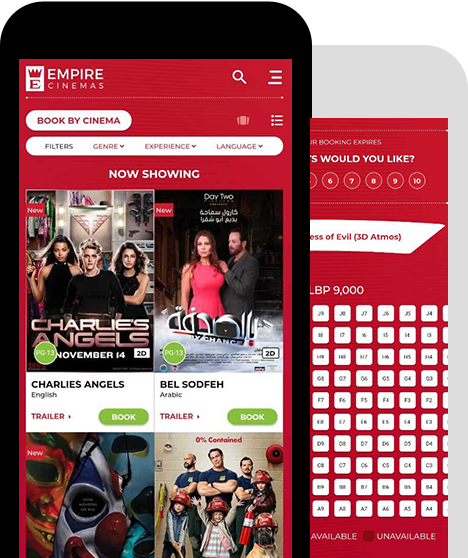 EMPIRE
CINEMAS
BOOK BY CINEMA
FILTERS
GENRE
EXPERIENCE
LANGUAGE
NOW SHOWING
New
CHARLIE'S
ANGELS
NOVEMBER 14
PG-13
2D
CHARLIES ANGELS
English
TRAILER
BOOK
New
Day Two
كارول سماحة
بديع أبو شقرا
بالصدفة
BY CHANCE
PG-13
2D
BEL SODFEH
Arabic
TRAILER
BOOK
New
0% Contained
UR BOOKING EXPIRES
S WOULD YOU LIKE?
6 7 8 9 10
ess of Evil (3D Atmos)
LBP 9,000
J9 J8 J7 J6 J5 J4
I8 I7 I6 I5 I4
H9 H8 H7 H6 H5 H4
G8 G7 G6 G5 G4
F9 F8 F7 F6 F5 F4
E9 E8 E7 E6 E5 E4
D9 D8 D7 D6 D5 D4
C9 C8 C7 C6 C5 C4
B9 B8 B7 B6 B5 B4
A9 A8 A7 A6 A5 A4
AVAILABLE
UNAVAILABLE